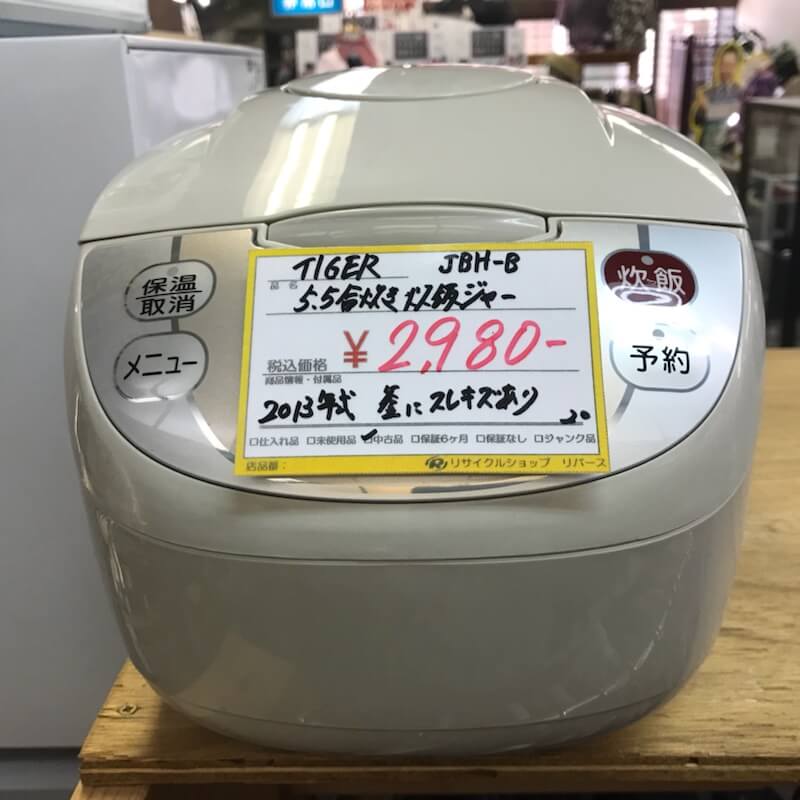 保温
取消
メニュー
炊飯
予約
品名 TIGER JBH-B
5.5合炊き炊飯ジャー
税込価格 ¥2,980-
商品情報・付属品
2013年式 釜にスレキズあり
20
☐仕入れ品 ☐未使用品 ☑中古品 ☐保証6ヶ月 ☐保証なし ☐ジャンク品
店品番: R リサイクルショップ リバース